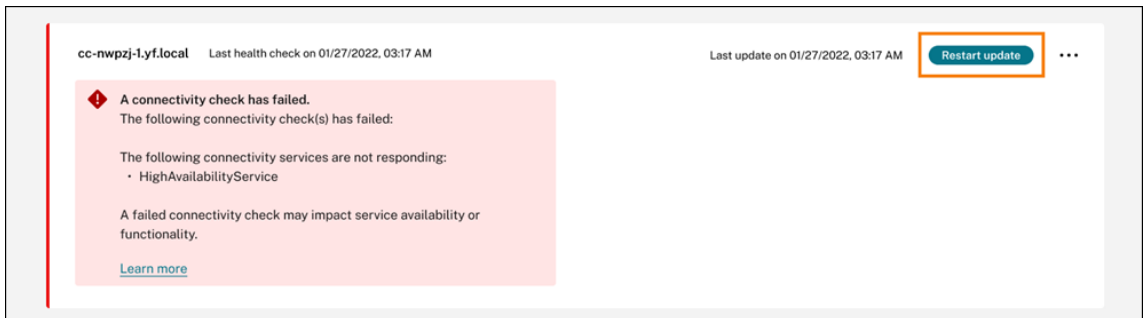 cc-nwpzj-1.yf.local Last health check on 01/27/2022, 03:17 AM Last update on 01/27/2022, 03:17 AM Restart update
A connectivity check has failed.
The following connectivity check(s) has failed:
The following connectivity services are not responding:
• HighAvailabilityService
A failed connectivity check may impact service availability or
functionality.
Learn more